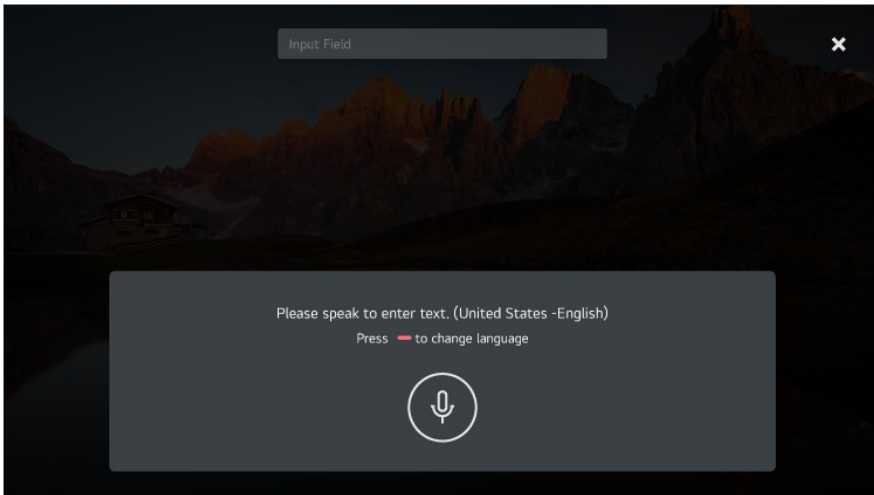 Input Field
Please speak to enter text. (United States -English)
Press to change language